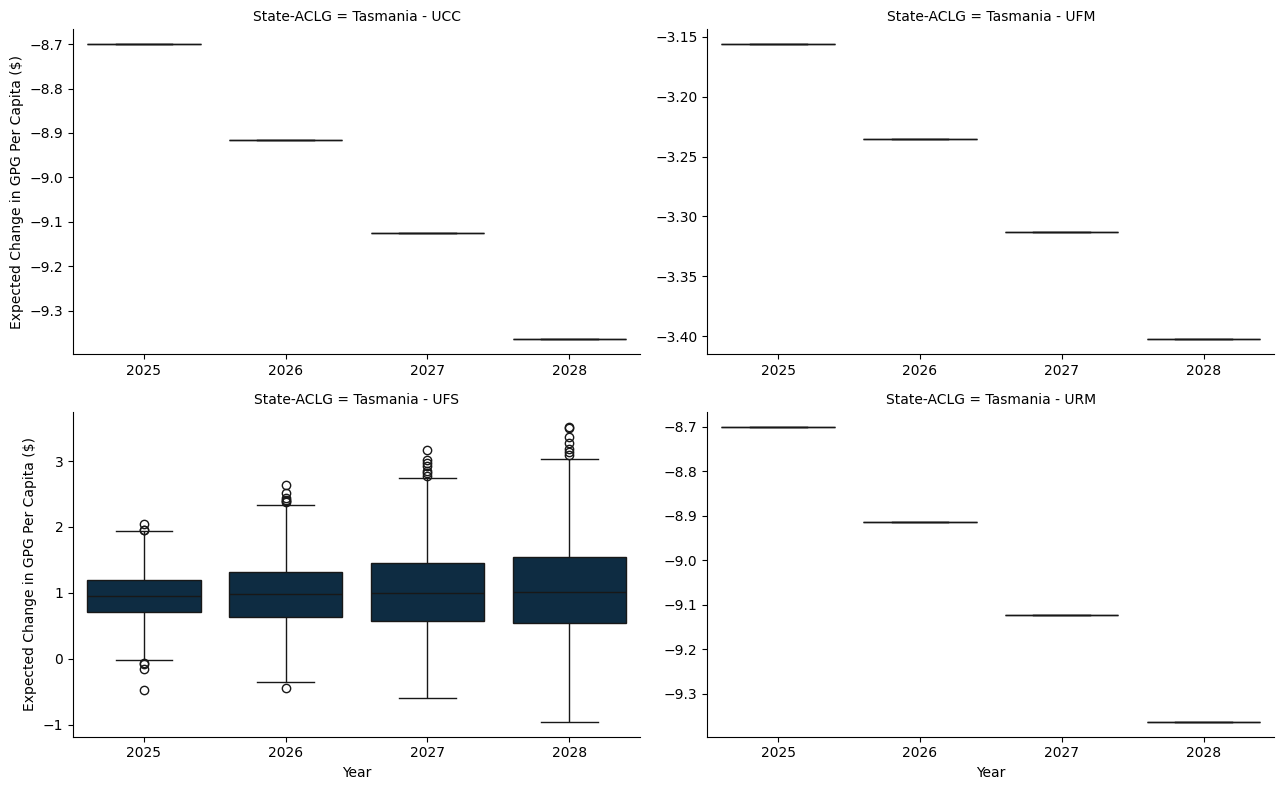 State-ACLG = Tasmania - UCC
Expected Change in GPG Per Capita ($)
−8.7
−8.8
−8.9
−9.0
−9.1
−9.2
−9.3
2025 2026 2027 2028
State-ACLG = Tasmania - UFM
−3.15
−3.20
−3.25
−3.30
−3.35
−3.40
2025 2026 2027 2028
State-ACLG = Tasmania - UFS
Expected Change in GPG Per Capita ($)
3
2
1
0
−1
2025 2026 2027 2028
Year
State-ACLG = Tasmania - URM
−8.7
−8.8
−8.9
−9.0
−9.1
−9.2
−9.3
2025 2026 2027 2028
Year